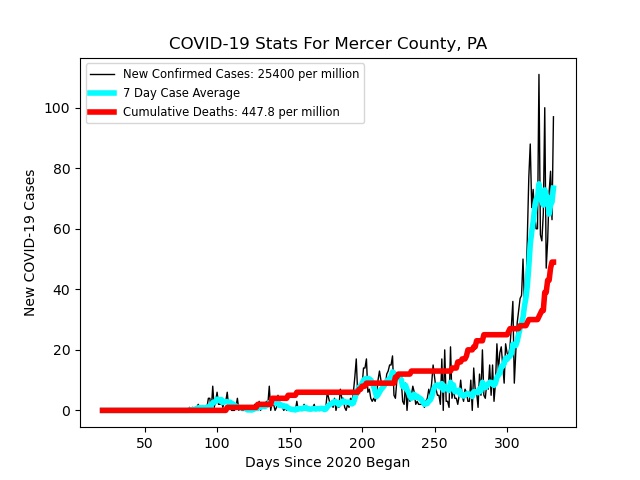 COVID-19 Stats For Mercer County, PA
New Confirmed Cases: 25400 per million
7 Day Case Average
Cumulative Deaths: 447.8 per million
New COVID-19 Cases
100
80
60
40
20
0
50 100 150 200 250 300
Days Since 2020 Began